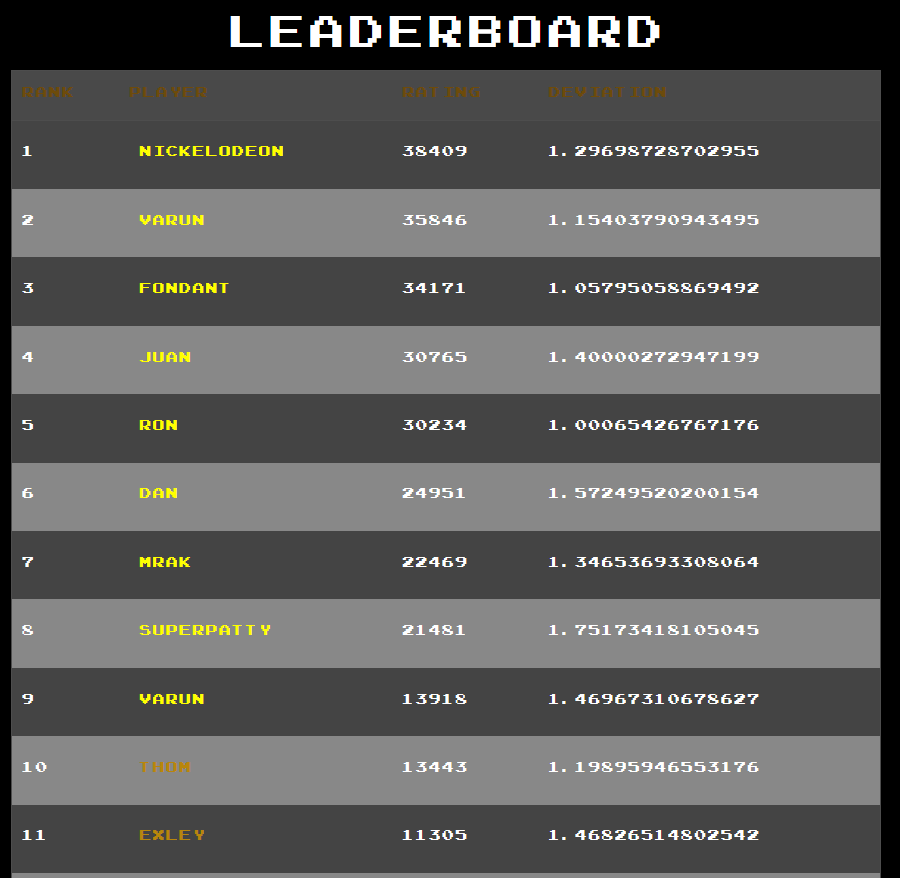 LEADERBOARD
RANK PLAYER RATING DEVIATION
1 NICKELODEON 38409 1.29698728702955
2 VARUN 35846 1.15403790943495
3 FONDANT 34171 1.05795058869492
4 JUAN 30765 1.40000272947199
5 RON 30234 1.00065426767176
6 DAN 24951 1.57249520200154
7 MRAK 22469 1.34653693308064
8 SUPERPATTY 21481 1.75173418105045
9 VARUN 13918 1.46967310678627
10 THAN 13443 1.19895946553176
11 EXLEY 11305 1.46826514802542